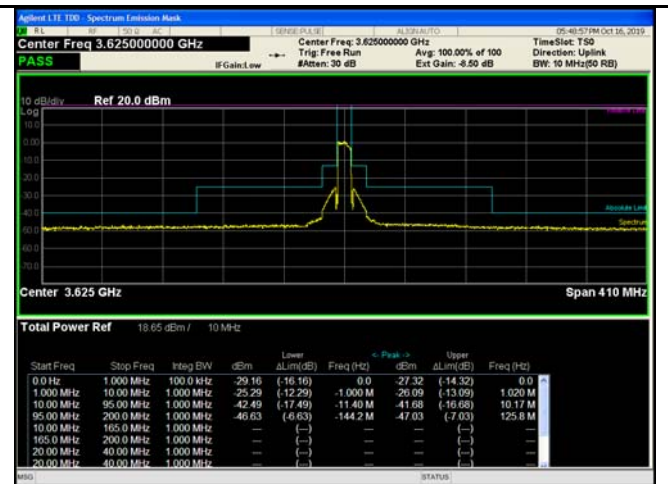 Agilent LTE TDD - Spectrum Emission Mask
RL RF 50 Ω AC SENSE:PULSE ALIGN AUTO 05:48:57 PM Oct 16, 2019
Center Freq 3.625000000 GHz Center Freq: 3.625000000 GHz TimeSlot: TS0
Trig: Free Run Avg: 100.00% of 100 Direction: Uplink
PASS IFGain:Low #Atten: 30 dB Ext Gain: -8.50 dB BW: 10 MHz(50 RB)
10 dB/div Ref 20.0 dBm
Log
10.0
0.00
10.0
20.0
30.0
40.0
Absolute Limit
Spectrum
60.0
70.0
Center 3.625 GHz Span 410 MHz
Total Power Ref 18.65 dBm / 10 MHz
Lower <- Peak -> Upper
Start Freq Stop Freq Integ BW dBm ΔLim(dB) Freq (Hz) dBm ΔLim(dB) Freq (Hz)
0.0 Hz 1.000 MHz 100.0 kHz -29.16 (-16.16) 0.0 -27.32 (-14.32) 0.0
1.000 MHz 10.00 MHz 1.000 MHz -25.29 (-12.29) -1.000 M -26.09 (-13.09) 1.020 M
10.00 MHz 95.00 MHz 1.000 MHz -42.49 (-17.49) -11.40 M -41.68 (-16.68) 10.17 M
95.00 MHz 200.0 MHz 1.000 MHz -46.63 (-6.63) -144.2 M -47.03 (-7.03) 125.8 M
10.00 MHz 165.0 MHz 1.000 MHz --- (---) --- --- (---) ---
165.0 MHz 200.0 MHz 1.000 MHz --- (---) --- --- (---) ---
20.00 MHz 40.00 MHz 1.000 MHz --- (---) --- --- (---) ---
20.00 MHz 40.00 MHz 1.000 MHz --- (---) --- --- (---) ---
MSG STATUS